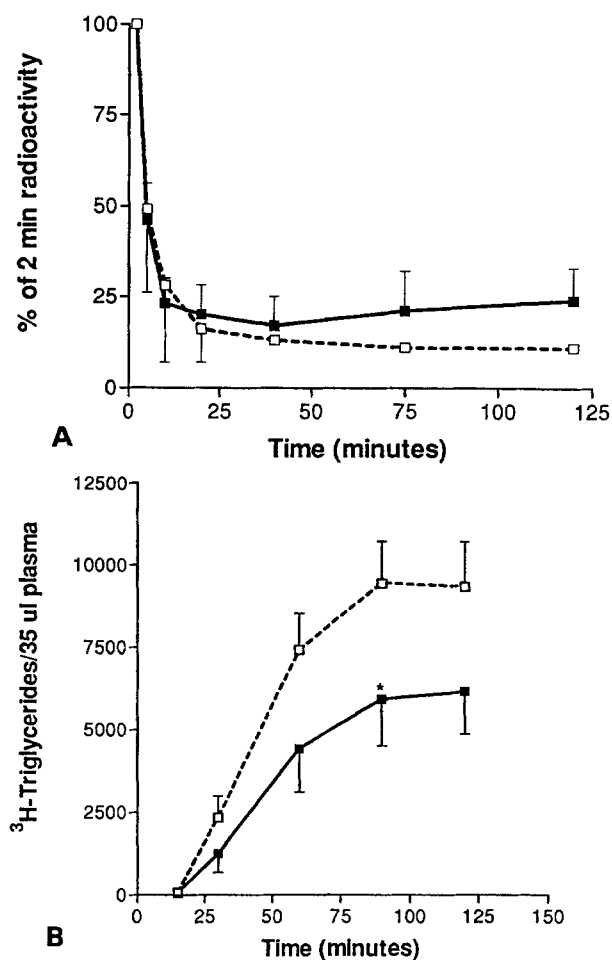 100
75
50
25
0
% of 2 min radioactivity
0 25 50 75 100 125
Time (minutes)
A
12500
10000
7500
5000
2500
0
³H-Triglycerides/35 ul plasma
*
0 25 50 75 100 125 150
Time (minutes)
B